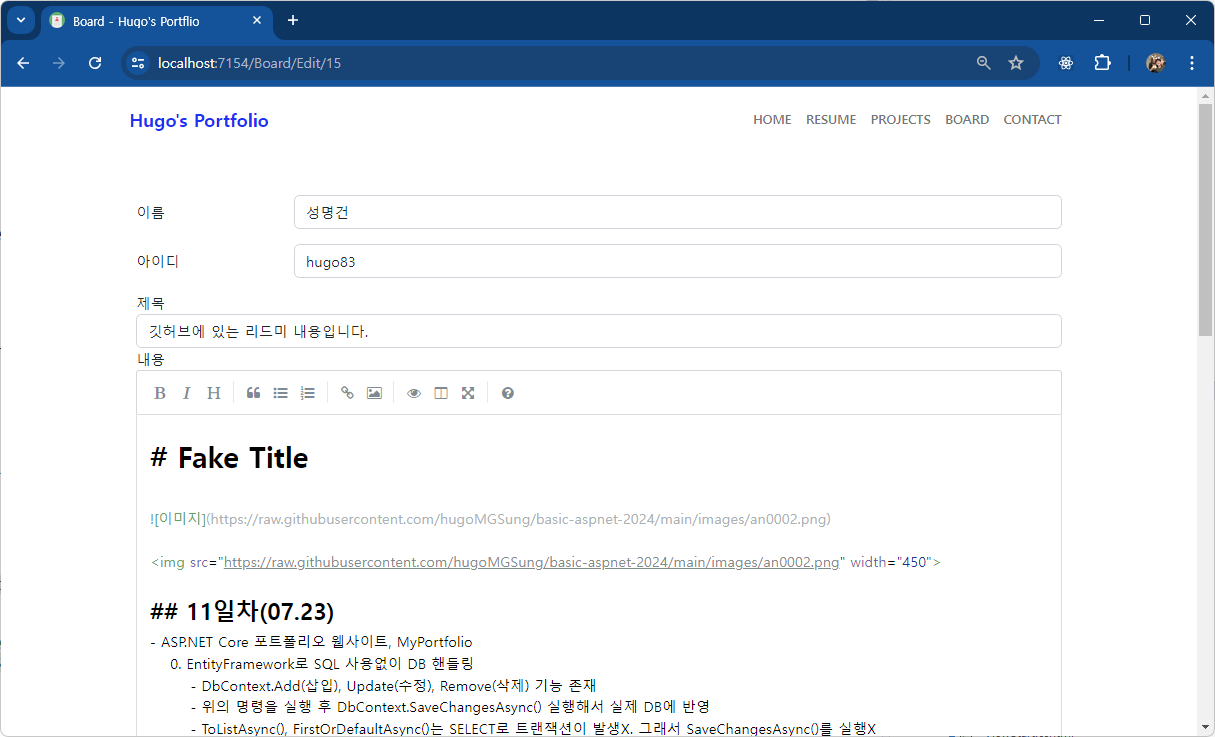 Board - Hugo's Portflio
localhost:7154/Board/Edit/15
Hugo's Portfolio
HOME RESUME PROJECTS BOARD CONTACT
이름 성명건
아이디 hugo83
제목
깃허브에 있는 리드미 내용입니다.
내용
B I H
# Fake Title
![이미지](https://raw.githubusercontent.com/hugoMGSung/basic-aspnet-2024/main/images/an0002.png)
<img src="https://raw.githubusercontent.com/hugoMGSung/basic-aspnet-2024/main/images/an0002.png" width="450">
## 11일차(07.23)
- ASP.NET Core 포트폴리오 웹사이트, MyPortfolio
0. EntityFramework로 SQL 사용없이 DB 핸들링
- DbContext.Add(삽입), Update(수정), Remove(삭제) 기능 존재
- 위의 명령을 실행 후 DbContext.SaveChangesAsync() 실행해서 실제 DB에 반영
- ToListAsync(), FirstOrDefaultAsync()는 SELECT로 트랜잭션이 발생X. 그래서 SaveChangesAsync()를 실행X